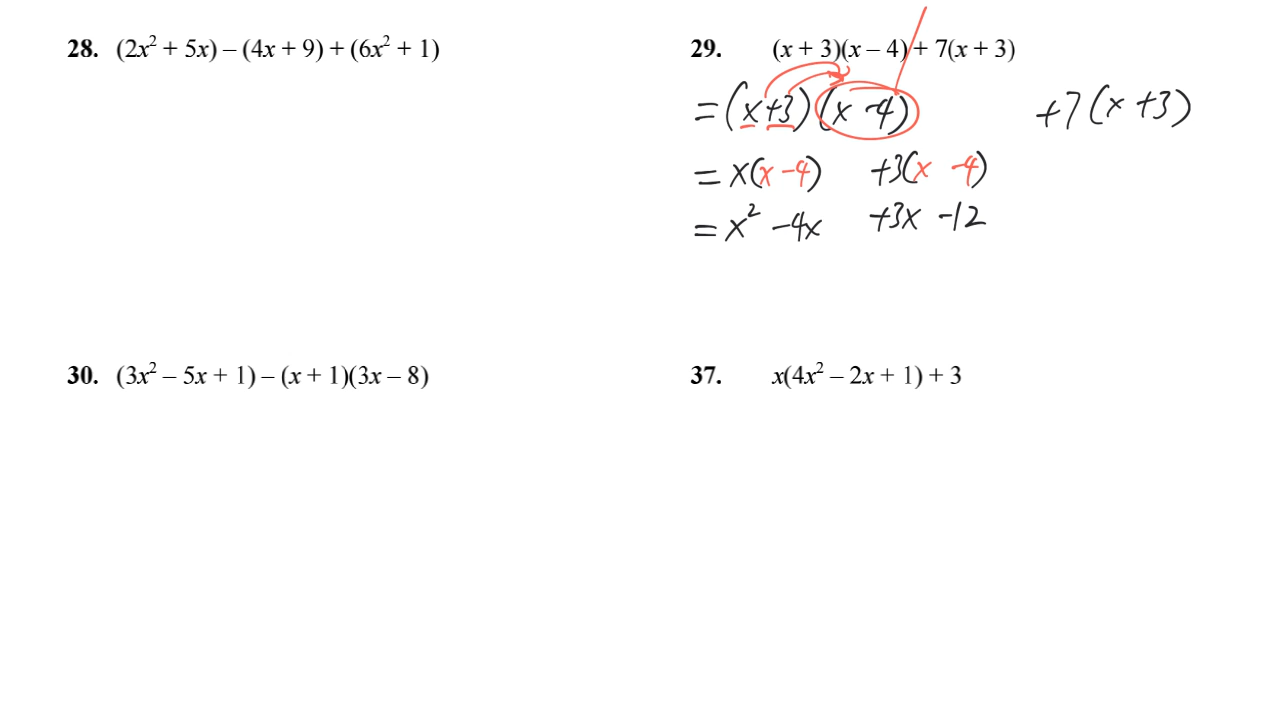 28. (2x² + 5x) – (4x + 9) + (6x² + 1)
29. (x + 3)(x – 4) + 7(x + 3)
= (x +3) (x -4) +7 (x +3)
= x(x -4) +3(x -4)
= x² -4x +3x -12
30. (3x² – 5x + 1) – (x + 1)(3x – 8)
37. x(4x² – 2x + 1) + 3